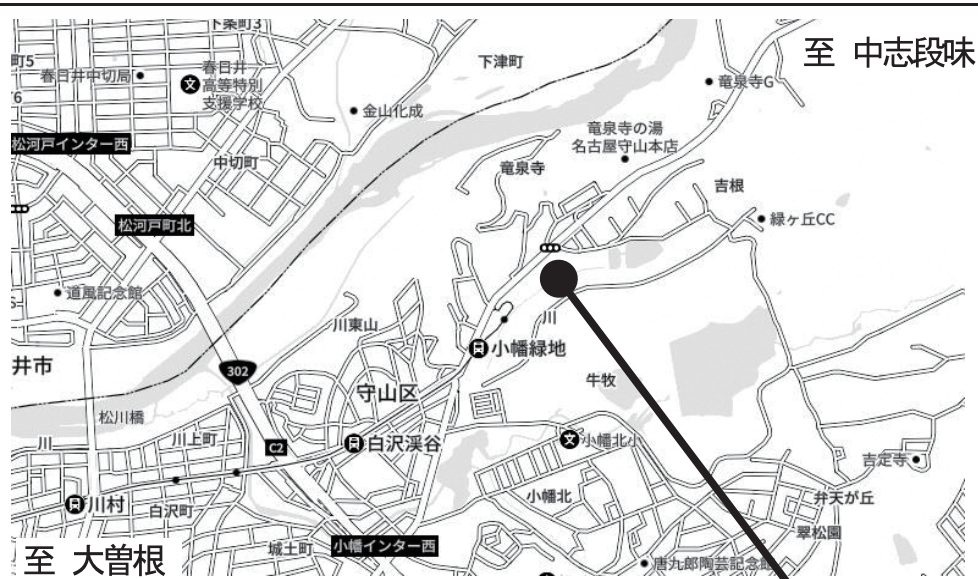 下条町3
至 中志段味
下津町
町5
春日井中切局
春日井
高等特別
支援学校
竜泉寺G
6
金山化成
竜泉寺の湯
名古屋守山本店
松河戸インター西
中切町
竜泉寺
吉根
松河戸町北
緑ヶ丘CC
道風記念館
川東山
川
小幡緑地
井市
302
守山区
牛牧
松川橋
川
川上町
C2
白沢渓谷
小幡北小
吉定寺
川村
白沢町
小幡北
弁天が丘
翠松園
城土町
小幡インター西
至 大曽根
唐九郎陶芸記念館